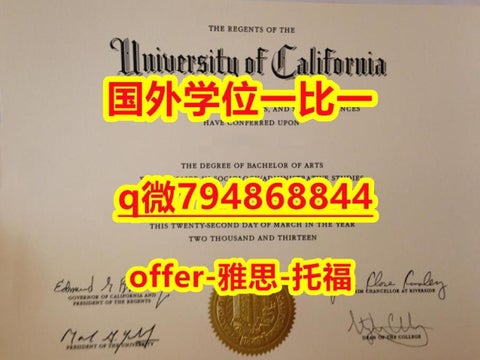 THE REGENTS OF THE
University of California
国外学位一比一
HAVE CONFERRED UPON
THE DEGREE OF BACHELOR OF ARTS
q微794868844
THIS TWENTY-SECOND DAY OF MARCH IN THE YEAR
TWO THOUSAND AND THIRTEEN
offer-雅思-托福
GOVERNOR OF CALIFORNIA AND
PRESIDENT OF THE REGENTS
CHANCELLOR AT RIVERSIDE
PRESIDENT OF THE UNIVERSITY
DEAN OF THE COLLEGE